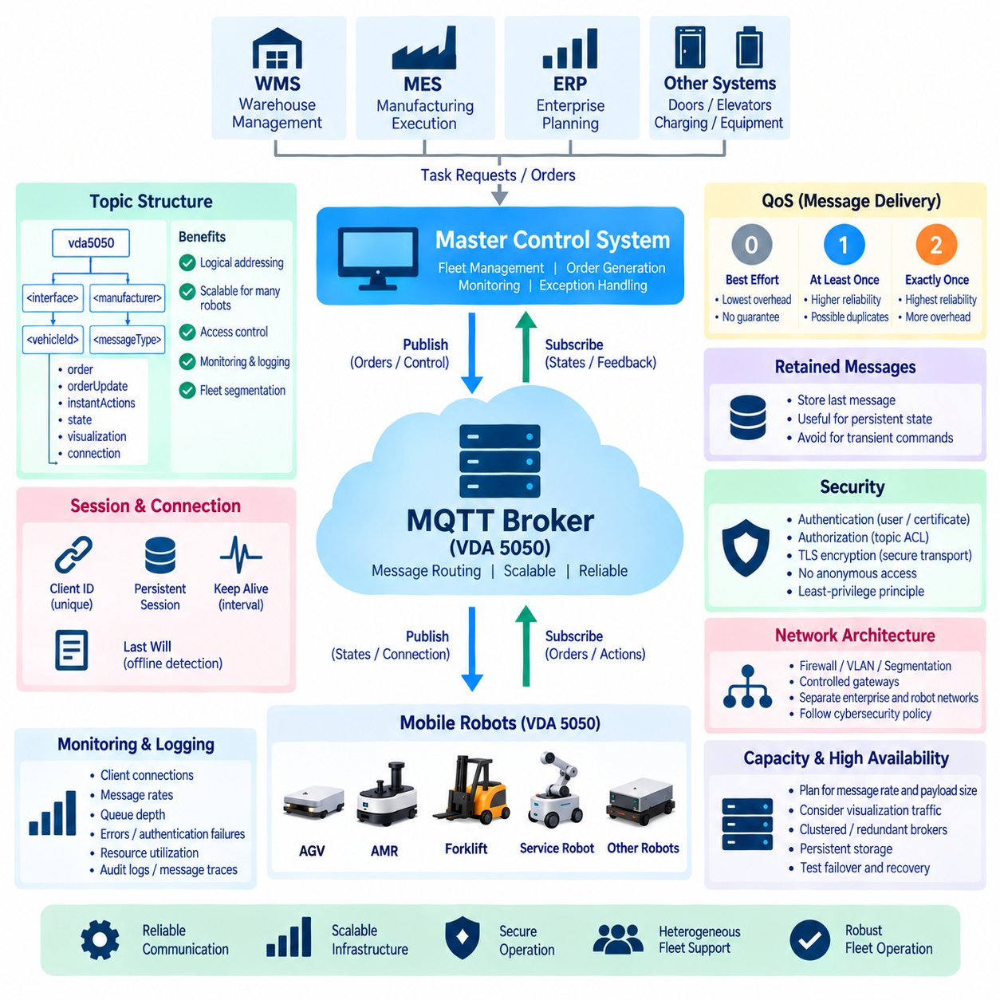 WMS
Warehouse
Management
MES
Manufacturing
Execution
ERP
Enterprise
Planning
Other Systems
Doors / Elevators
Charging / Equipment
Task Requests / Orders
Topic Structure
vda5050
<interface>
<manufacturer>
<vehicleId>
<messageType>
• order
• orderUpdate
• instantActions
• state
• visualization
• connection
Benefits
Logical addressing
Scalable for many
robots
Access control
Monitoring & logging
Fleet segmentation
Master Control System
Fleet Management | Order Generation
Monitoring | Exception Handling
Publish
(Orders / Control)
Subscribe
(States / Feedback)
QoS (Message Delivery)
0
Best Effort
• Lowest overhead
• No guarantee
1
At Least Once
• Higher reliability
• Possible duplicates
2
Exactly Once
• Highest reliability
• More overhead
Retained Messages
• Store last message
• Useful for persistent state
• Avoid for transient commands
MQTT Broker
(VDA 5050)
Message Routing | Scalable | Reliable
Session & Connection
Client ID
(unique)
Persistent
Session
Keep Alive
(interval)
Last Will
(offline detection)
Security
• Authentication (user / certificate)
• Authorization (topic ACL)
• TLS encryption (secure transport)
• No anonymous access
• Least-privilege principle
Publish
(States / Connection)
Subscribe
(Orders / Actions)
Network Architecture
• Firewall / VLAN / Segmentation
• Controlled gateways
• Separate enterprise and robot networks
• Follow cybersecurity policy
Mobile Robots (VDA 5050)
AGV
AMR
Forklift
Service Robot
Other Robots
Monitoring & Logging
• Client connections
• Message rates
• Queue depth
• Errors / authentication failures
• Resource utilization
• Audit logs / message traces
Capacity & High Availability
• Plan for message rate and payload size
• Consider visualization traffic
• Clustered / redundant brokers
• Persistent storage
• Test failover and recovery
Reliable
Communication
Scalable
Infrastructure
Secure
Operation
Heterogeneous
Fleet Support
Robust
Fleet Operation